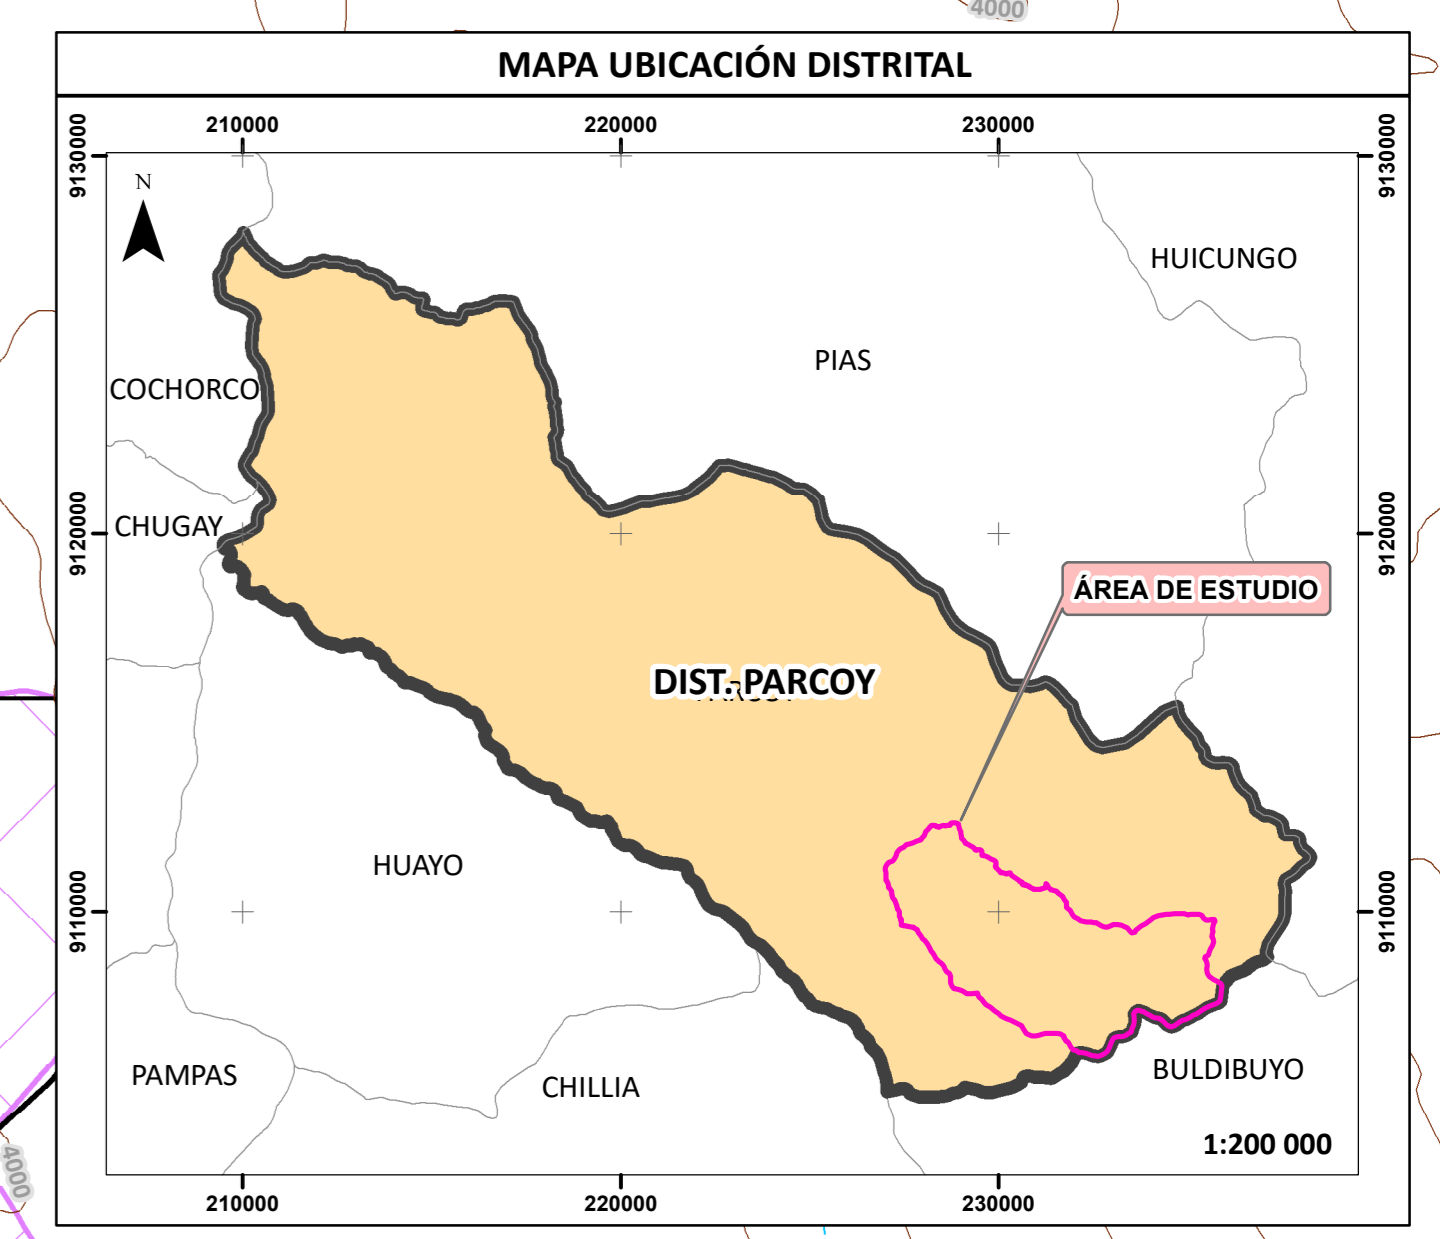 4000
MAPA UBICACIÓN DISTRITAL
210000
220000
230000
9130000
9130000
N
HUICUNGO
PIAS
COCHORCO
CHUGAY
9120000
9120000
ÁREA DE ESTUDIO
DIST. PARCOY
HUAYO
9110000
9110000
PAMPAS
CHILLIA
BULDIBUYO
1:200 000
4000
210000
220000
230000